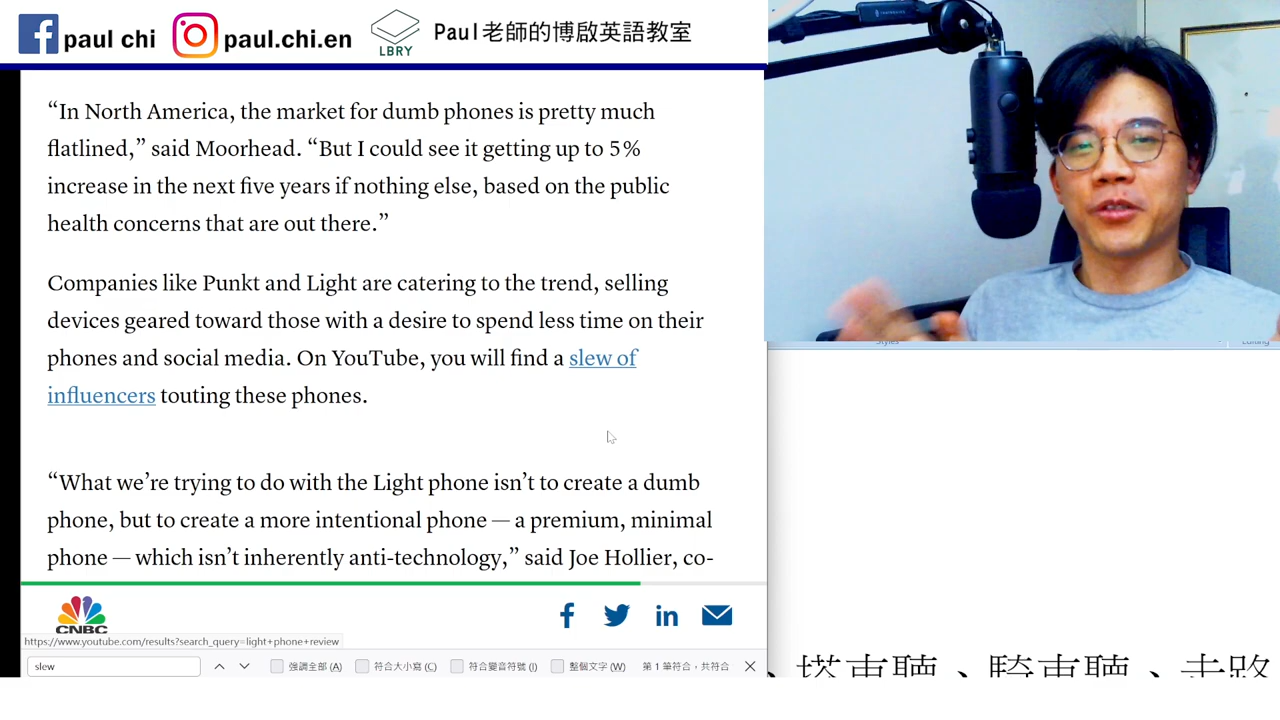 paul chi
paul.chi.en
LBRY
Paul老師的博啟英語教室
“In North America, the market for dumb phones is pretty much
flatlined,” said Moorhead. “But I could see it getting up to 5%
increase in the next five years if nothing else, based on the public
health concerns that are out there.”
Companies like Punkt and Light are catering to the trend, selling
devices geared toward those with a desire to spend less time on their
phones and social media. On YouTube, you will find a slew of
influencers touting these phones.
“What we’re trying to do with the Light phone isn’t to create a dumb
phone, but to create a more intentional phone — a premium, minimal
phone — which isn’t inherently anti-technology,” said Joe Hollier, co-
CNBC
https://www.youtube.com/results?search_query=light+phone+review
slew
強調全部 (A)
符合大小寫 (C)
符合變音符號 (I)
整個文字 (W)
第 1 筆符合，共符合
、搭車聽、騎車聽、走路